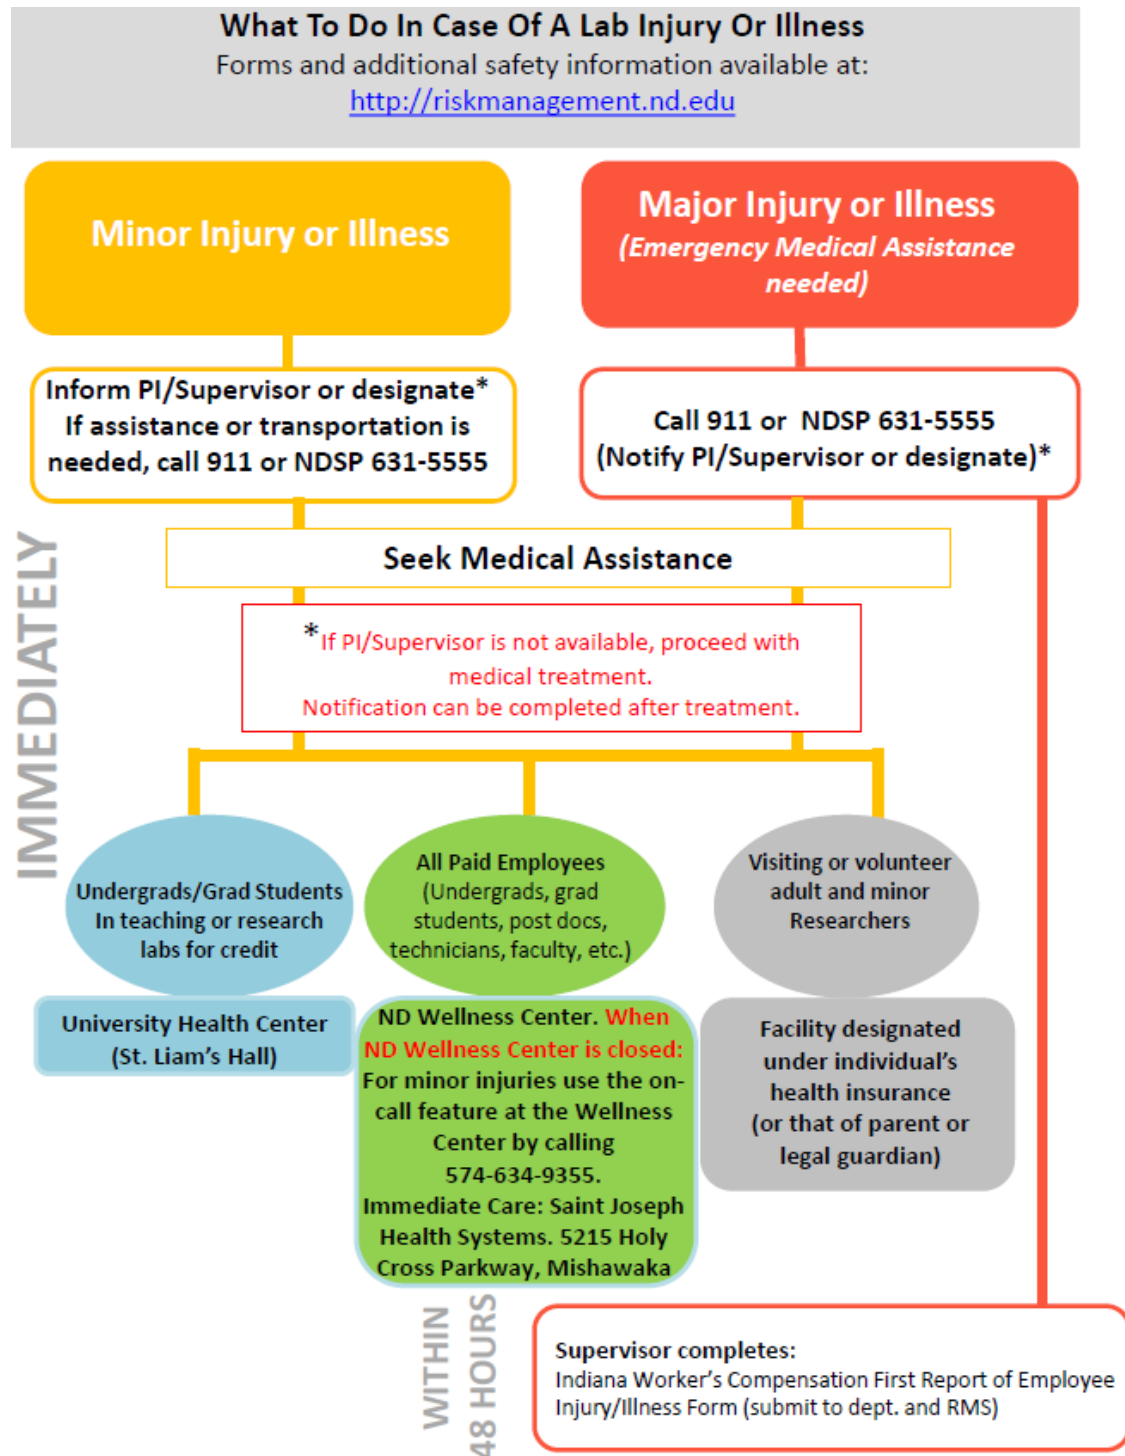 What To Do In Case Of A Lab Injury Or Illness
Forms and additional safety information available at:
http://riskmanagement.nd.edu
Minor Injury or Illness
Major Injury or Illness
(Emergency Medical Assistance
needed)
Inform PI/Supervisor or designate*
If assistance or transportation is
needed, call 911 or NDSP 631-5555
Call 911 or NDSP 631-5555
(Notify PI/Supervisor or designate)*
IMMEDIATELY
Seek Medical Assistance
*If PI/Supervisor is not available, proceed with
medical treatment.
Notification can be completed after treatment.
Undergrads/Grad Students
In teaching or research
labs for credit
All Paid Employees
(Undergrads, grad
students, post docs,
technicians, faculty, etc.)
Visiting or volunteer
adult and minor
Researchers
University Health Center
(St. Liam's Hall)
ND Wellness Center. When
ND Wellness Center is closed:
For minor injuries use the on-
call feature at the Wellness
Center by calling
574-634-9355.
Immediate Care: Saint Joseph
Health Systems. 5215 Holy
Cross Parkway, Mishawaka
Facility designated
under individual's
health insurance
(or that of parent or
legal guardian)
WITHIN
48 HOURS
Supervisor completes:
Indiana Worker's Compensation First Report of Employee
Injury/Illness Form (submit to dept. and RMS)